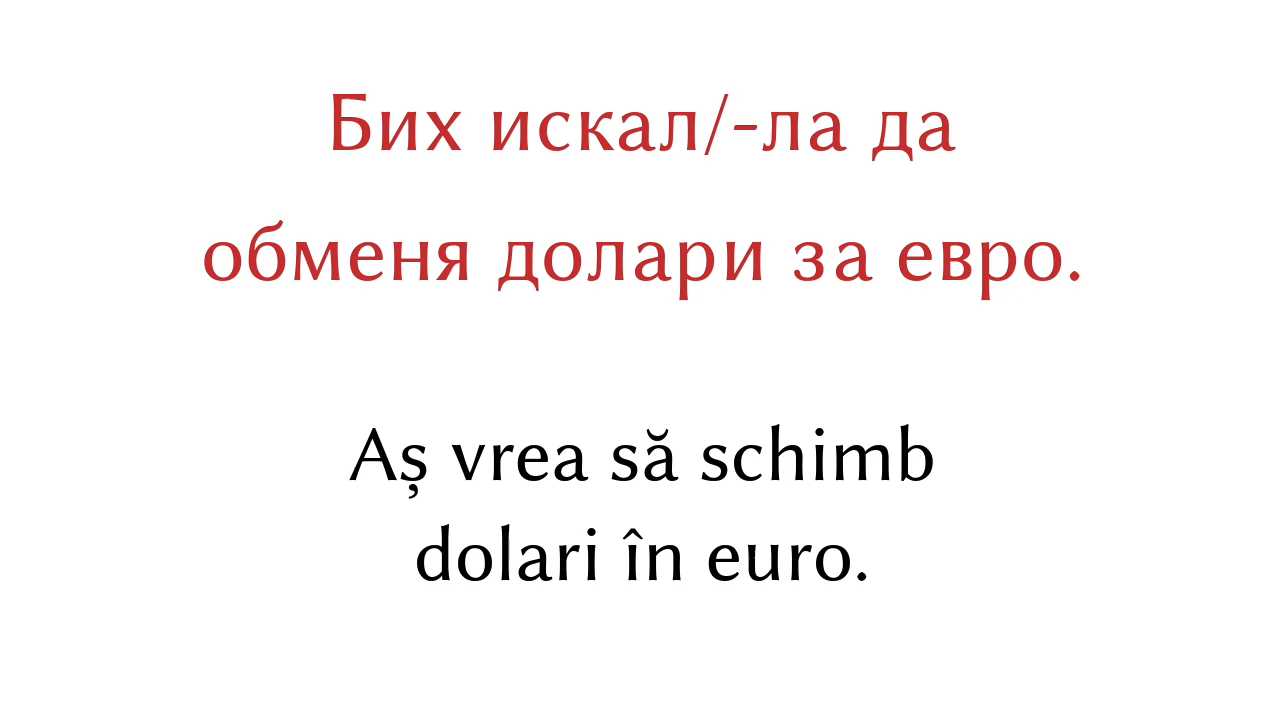 Бих искал/-ла да
обменя долари за евро.
Aș vrea să schimb
dolari în euro.